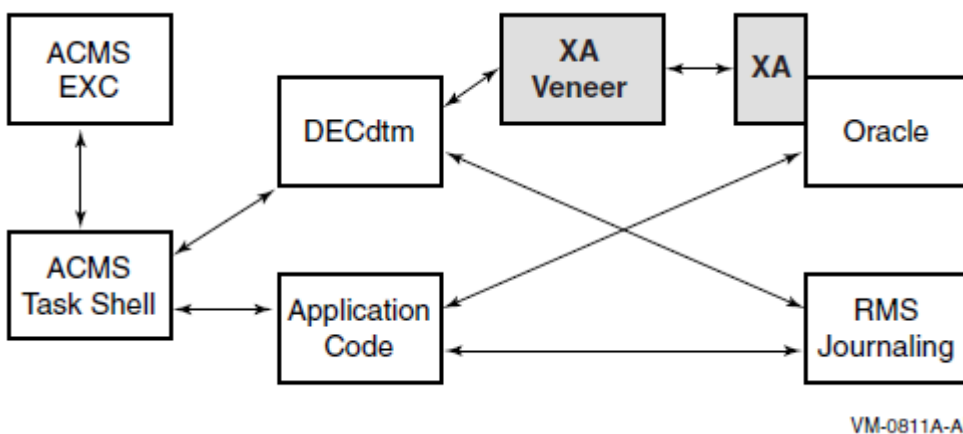 ACMS
EXC
XA
Veneer
XA
DECdtm
Oracle
ACMS
Task Shell
Application
Code
RMS
Journaling
VM-0811A-AI